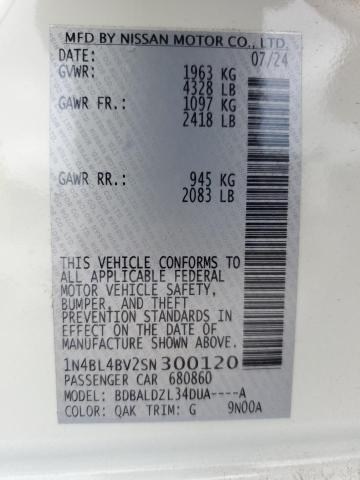 MFD BY NISSAN MOTOR CO., LTD.
DATE: 07/24
GVWR: 1963 KG
4328 LB
GAWR FR.: 1097 KG
2418 LB
GAWR RR.: 945 KG
2083 LB
THIS VEHICLE CONFORMS TO
ALL APPLICABLE FEDERAL
MOTOR VEHICLE SAFETY,
BUMPER, AND THEFT
PREVENTION STANDARDS
IN EFFECT ON THE DATE OF
MANUFACTURE SHOWN ABOVE.
1N4BL4BV2SN300120
PASSENGER CAR 680860
MODEL: BDBALDZL34DUA----A
COLOR: QAK TRIM: G 9N00A